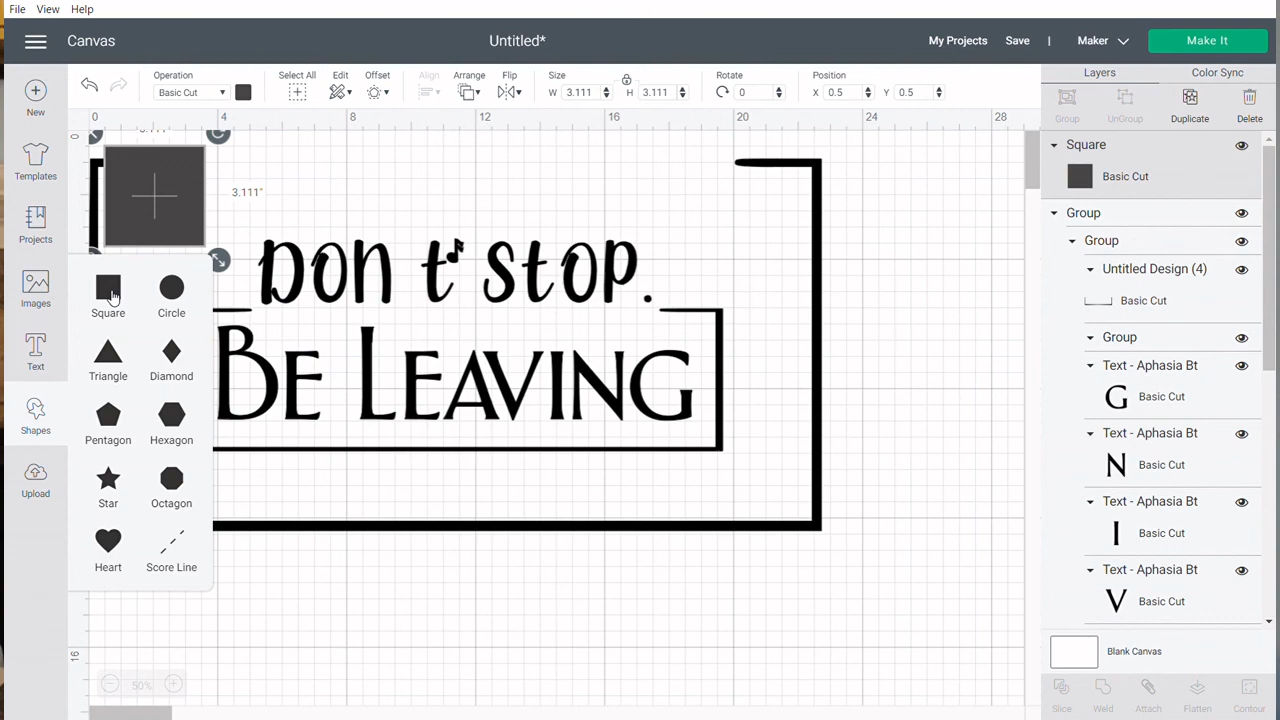 File View Help
Canvas
Untitled*
My Projects Save | Maker Make It
New
Templates
Projects
Images
Text
Shapes
Upload
Operation
Basic Cut
Select All
Edit
Offset
Align
Arrange
Flip
Size
W 3.111 H 3.111
Rotate
0
Position
X 0.5 Y 0.5
0 4 8 12 16 20 24 28
0
16
3.111"
3.111"
Don t' stop.
Be Leaving
Square Circle
Triangle Diamond
Pentagon Hexagon
Star Octagon
Heart Score Line
50%
Layers Color Sync
Group UnGroup Duplicate Delete
Square
Basic Cut
Group
Group
Untitled Design (4)
Basic Cut
Group
Text - Aphasia Bt
G Basic Cut
Text - Aphasia Bt
N Basic Cut
Text - Aphasia Bt
I Basic Cut
Text - Aphasia Bt
V Basic Cut
Blank Canvas
Slice Weld Attach Flatten Contour